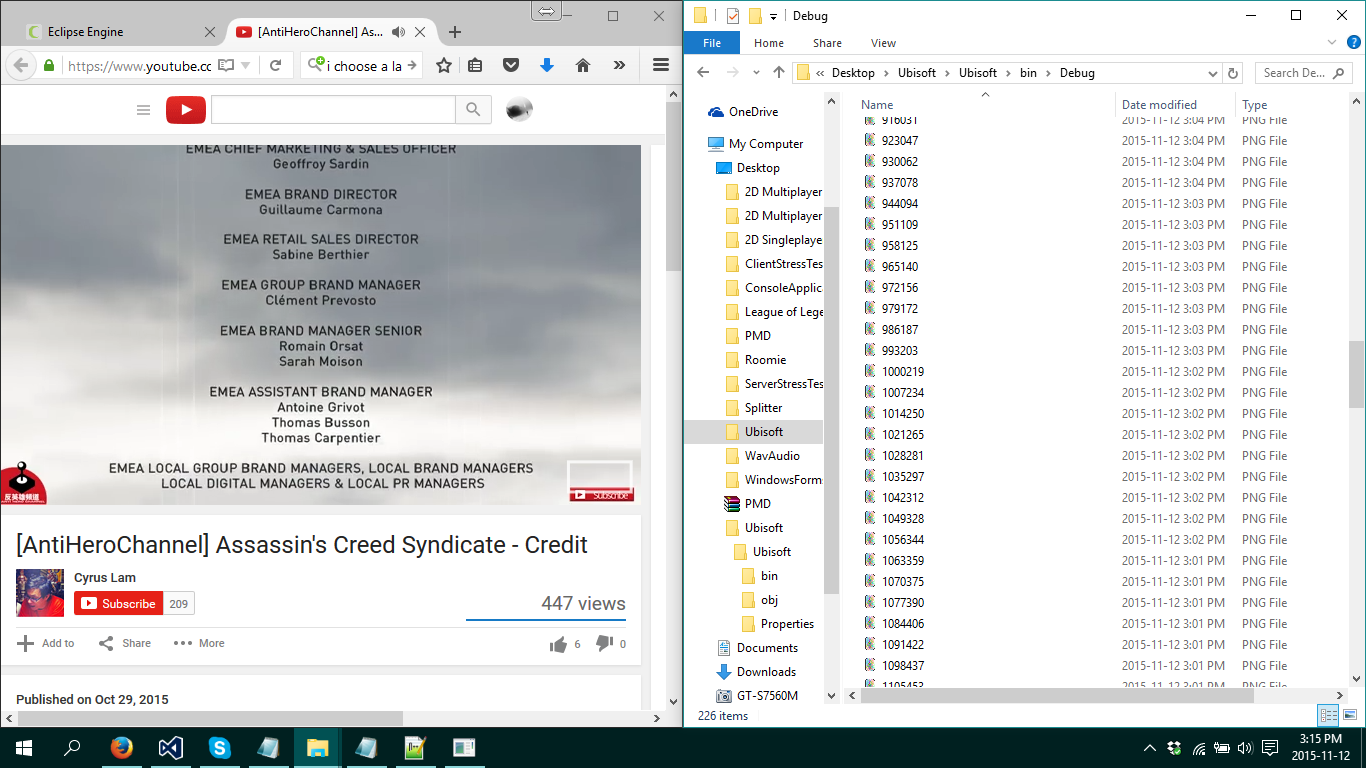 Eclipse Engine
[AntiHeroChannel] As...
https://www.youtube.cc
i choose a la
EMEA CHIEF MARKETING & SALES OFFICER
Geoffroy Sardin
EMEA BRAND DIRECTOR
Guillaume Carmona
EMEA RETAIL SALES DIRECTOR
Sabine Berthier
EMEA GROUP BRAND MANAGER
Clément Prevosto
EMEA BRAND MANAGER SENIOR
Romain Orsat
Sarah Moison
EMEA ASSISTANT BRAND MANAGER
Antoine Grivot
Thomas Busson
Thomas Carpentier
EMEA LOCAL GROUP BRAND MANAGERS, LOCAL BRAND MANAGERS
LOCAL DIGITAL MANAGERS & LOCAL PR MANAGERS
反英雄頻道
Subscribe
[AntiHeroChannel] Assassin's Creed Syndicate - Credit
Cyrus Lam
Subscribe 209
447 views
Add to Share More 6 0
Published on Oct 29, 2015
Debug
File Home Share View
« Desktop Ubisoft Ubisoft bin Debug
Search De...
OneDrive
My Computer
Desktop
2D Multiplayer
2D Multiplayer
2D Singleplaye
ClientStressTes
ConsoleApplic
League of Lege
PMD
Roomie
ServerStressTes
Splitter
Ubisoft
WavAudio
WindowsForm
PMD
Ubisoft
Ubisoft
bin
obj
Properties
Documents
Downloads
GT-S7560M
Name Date modified Type
916031 2015-11-12 3:04 PM PNG File
923047 2015-11-12 3:04 PM PNG File
930062 2015-11-12 3:04 PM PNG File
937078 2015-11-12 3:04 PM PNG File
944094 2015-11-12 3:03 PM PNG File
951109 2015-11-12 3:03 PM PNG File
958125 2015-11-12 3:03 PM PNG File
965140 2015-11-12 3:03 PM PNG File
972156 2015-11-12 3:03 PM PNG File
979172 2015-11-12 3:03 PM PNG File
986187 2015-11-12 3:03 PM PNG File
993203 2015-11-12 3:03 PM PNG File
1000219 2015-11-12 3:02 PM PNG File
1007234 2015-11-12 3:02 PM PNG File
1014250 2015-11-12 3:02 PM PNG File
1021265 2015-11-12 3:02 PM PNG File
1028281 2015-11-12 3:02 PM PNG File
1035297 2015-11-12 3:02 PM PNG File
1042312 2015-11-12 3:02 PM PNG File
1049328 2015-11-12 3:02 PM PNG File
1056344 2015-11-12 3:02 PM PNG File
1063359 2015-11-12 3:01 PM PNG File
1070375 2015-11-12 3:01 PM PNG File
1077390 2015-11-12 3:01 PM PNG File
1084406 2015-11-12 3:01 PM PNG File
1091422 2015-11-12 3:01 PM PNG File
1098437 2015-11-12 3:01 PM PNG File
1105453 2015-11-12 3:01 PM PNG File
226 items
3:15 PM
2015-11-12